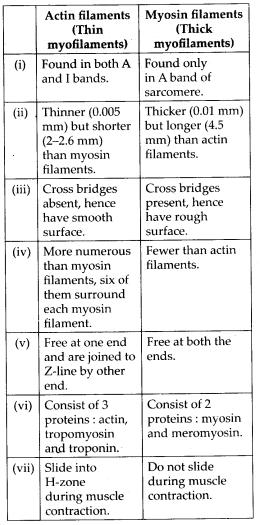 Actin filaments Myosin filaments
(Thin (Thick
myofilaments) myofilaments)
(i) Found in both A Found only
and I bands. in A band of
sarcomere.
(ii) Thinner (0.005 Thicker (0.01 mm)
mm) but shorter but longer (4.5
(2–2.6 mm) mm) than actin
than myosin filaments.
filaments.
(iii) Cross bridges Cross bridges
absent, hence present, hence
have smooth have rough
surface. surface.
(iv) More numerous Fewer than actin
than myosin filaments.
filaments, six of
them surround
each myosin
filament.
(v) Free at one end Free at both the
and are joined to ends.
Z-line by other
end.
(vi) Consist of 3 Consist of 2
proteins : actin, proteins : myosin
tropomyosin and meromyosin.
and troponin.
(vii) Slide into Do not slide
H-zone during muscle
during muscle contraction.
contraction.